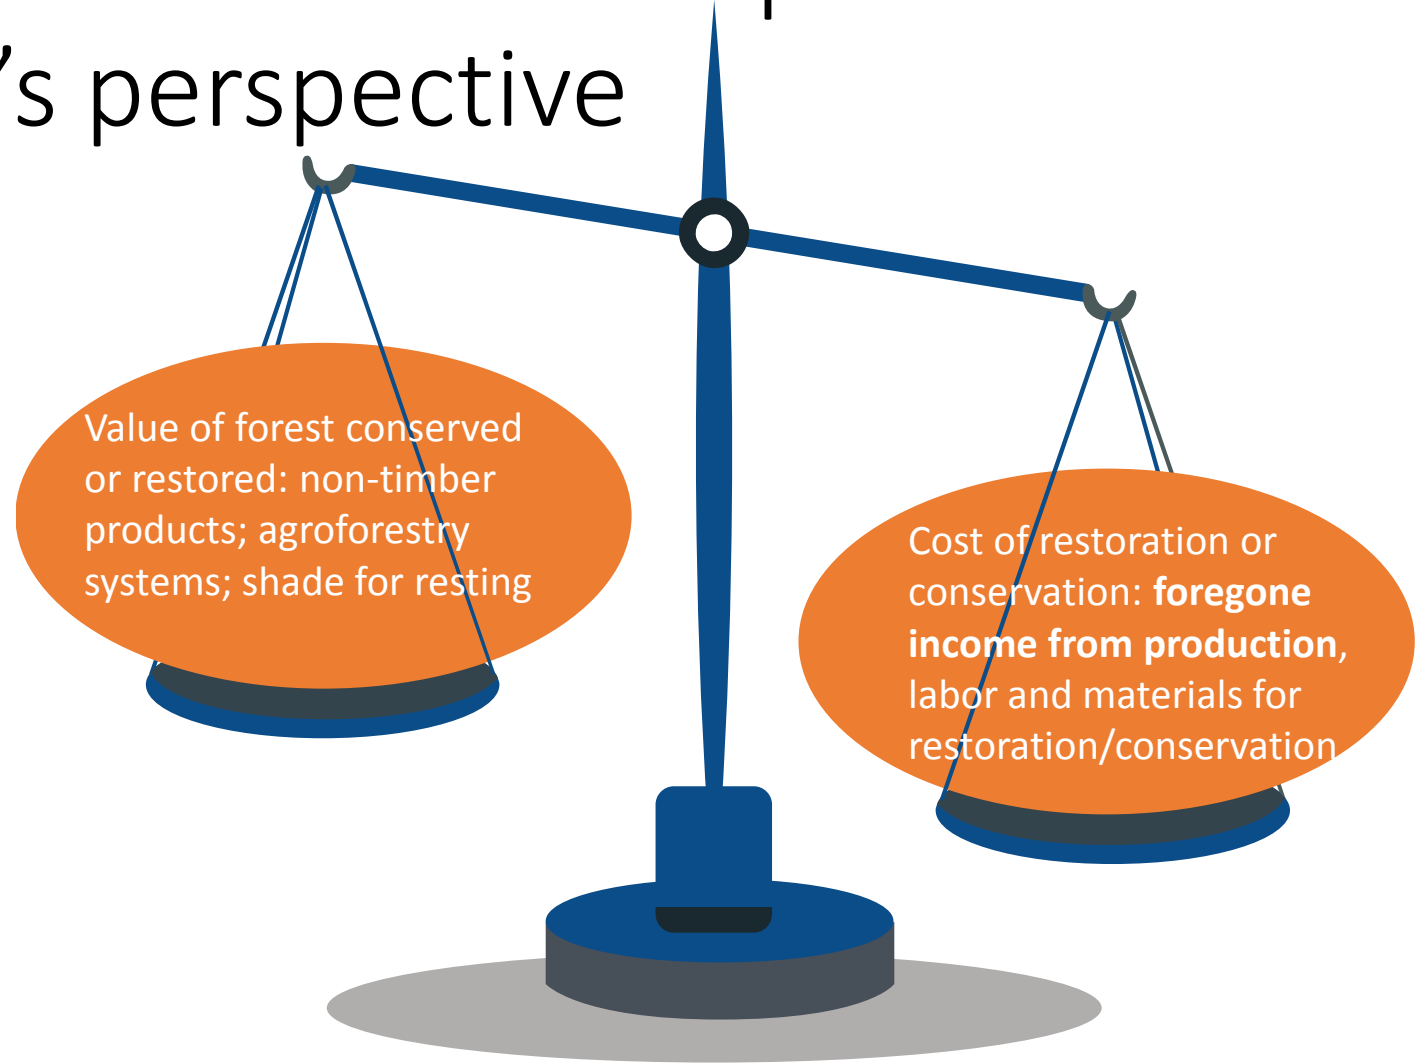 ’s perspective
Value of forest conserved
or restored: non-timber
products; agroforestry
systems; shade for resting
Cost of restoration or
conservation: foregone
income from production,
labor and materials for
restoration/conservation